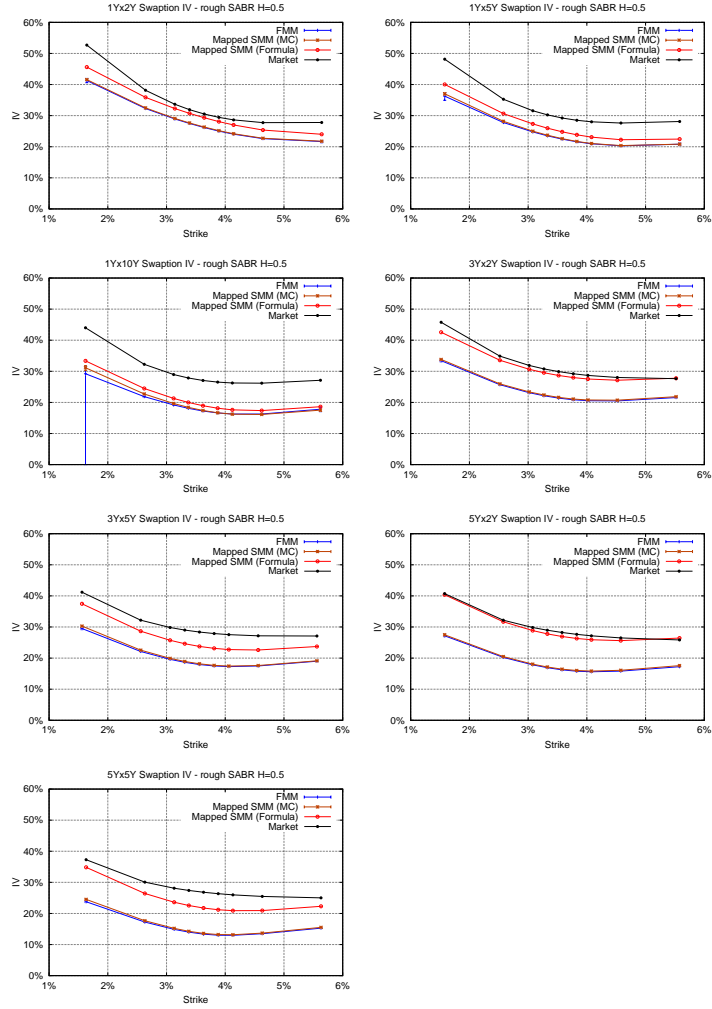 1Yx2Y Swaption IV - rough SABR H=0.5
FMM
Mapped SMM (MC)
Mapped SMM (Formula)
Market
60%
50%
40%
30%
20%
10%
0%
IV
1% 2% 3% 4% 5% 6%
Strike
1Yx5Y Swaption IV - rough SABR H=0.5
FMM
Mapped SMM (MC)
Mapped SMM (Formula)
Market
60%
50%
40%
30%
20%
10%
0%
IV
1% 2% 3% 4% 5% 6%
Strike
1Yx10Y Swaption IV - rough SABR H=0.5
FMM
Mapped SMM (MC)
Mapped SMM (Formula)
Market
60%
50%
40%
30%
20%
10%
0%
IV
1% 2% 3% 4% 5% 6%
Strike
3Yx2Y Swaption IV - rough SABR H=0.5
FMM
Mapped SMM (MC)
Mapped SMM (Formula)
Market
60%
50%
40%
30%
20%
10%
0%
IV
1% 2% 3% 4% 5% 6%
Strike
3Yx5Y Swaption IV - rough SABR H=0.5
FMM
Mapped SMM (MC)
Mapped SMM (Formula)
Market
60%
50%
40%
30%
20%
10%
0%
IV
1% 2% 3% 4% 5% 6%
Strike
5Yx2Y Swaption IV - rough SABR H=0.5
FMM
Mapped SMM (MC)
Mapped SMM (Formula)
Market
60%
50%
40%
30%
20%
10%
0%
IV
1% 2% 3% 4% 5% 6%
Strike
5Yx5Y Swaption IV - rough SABR H=0.5
FMM
Mapped SMM (MC)
Mapped SMM (Formula)
Market
60%
50%
40%
30%
20%
10%
0%
IV
1% 2% 3% 4% 5% 6%
Strike